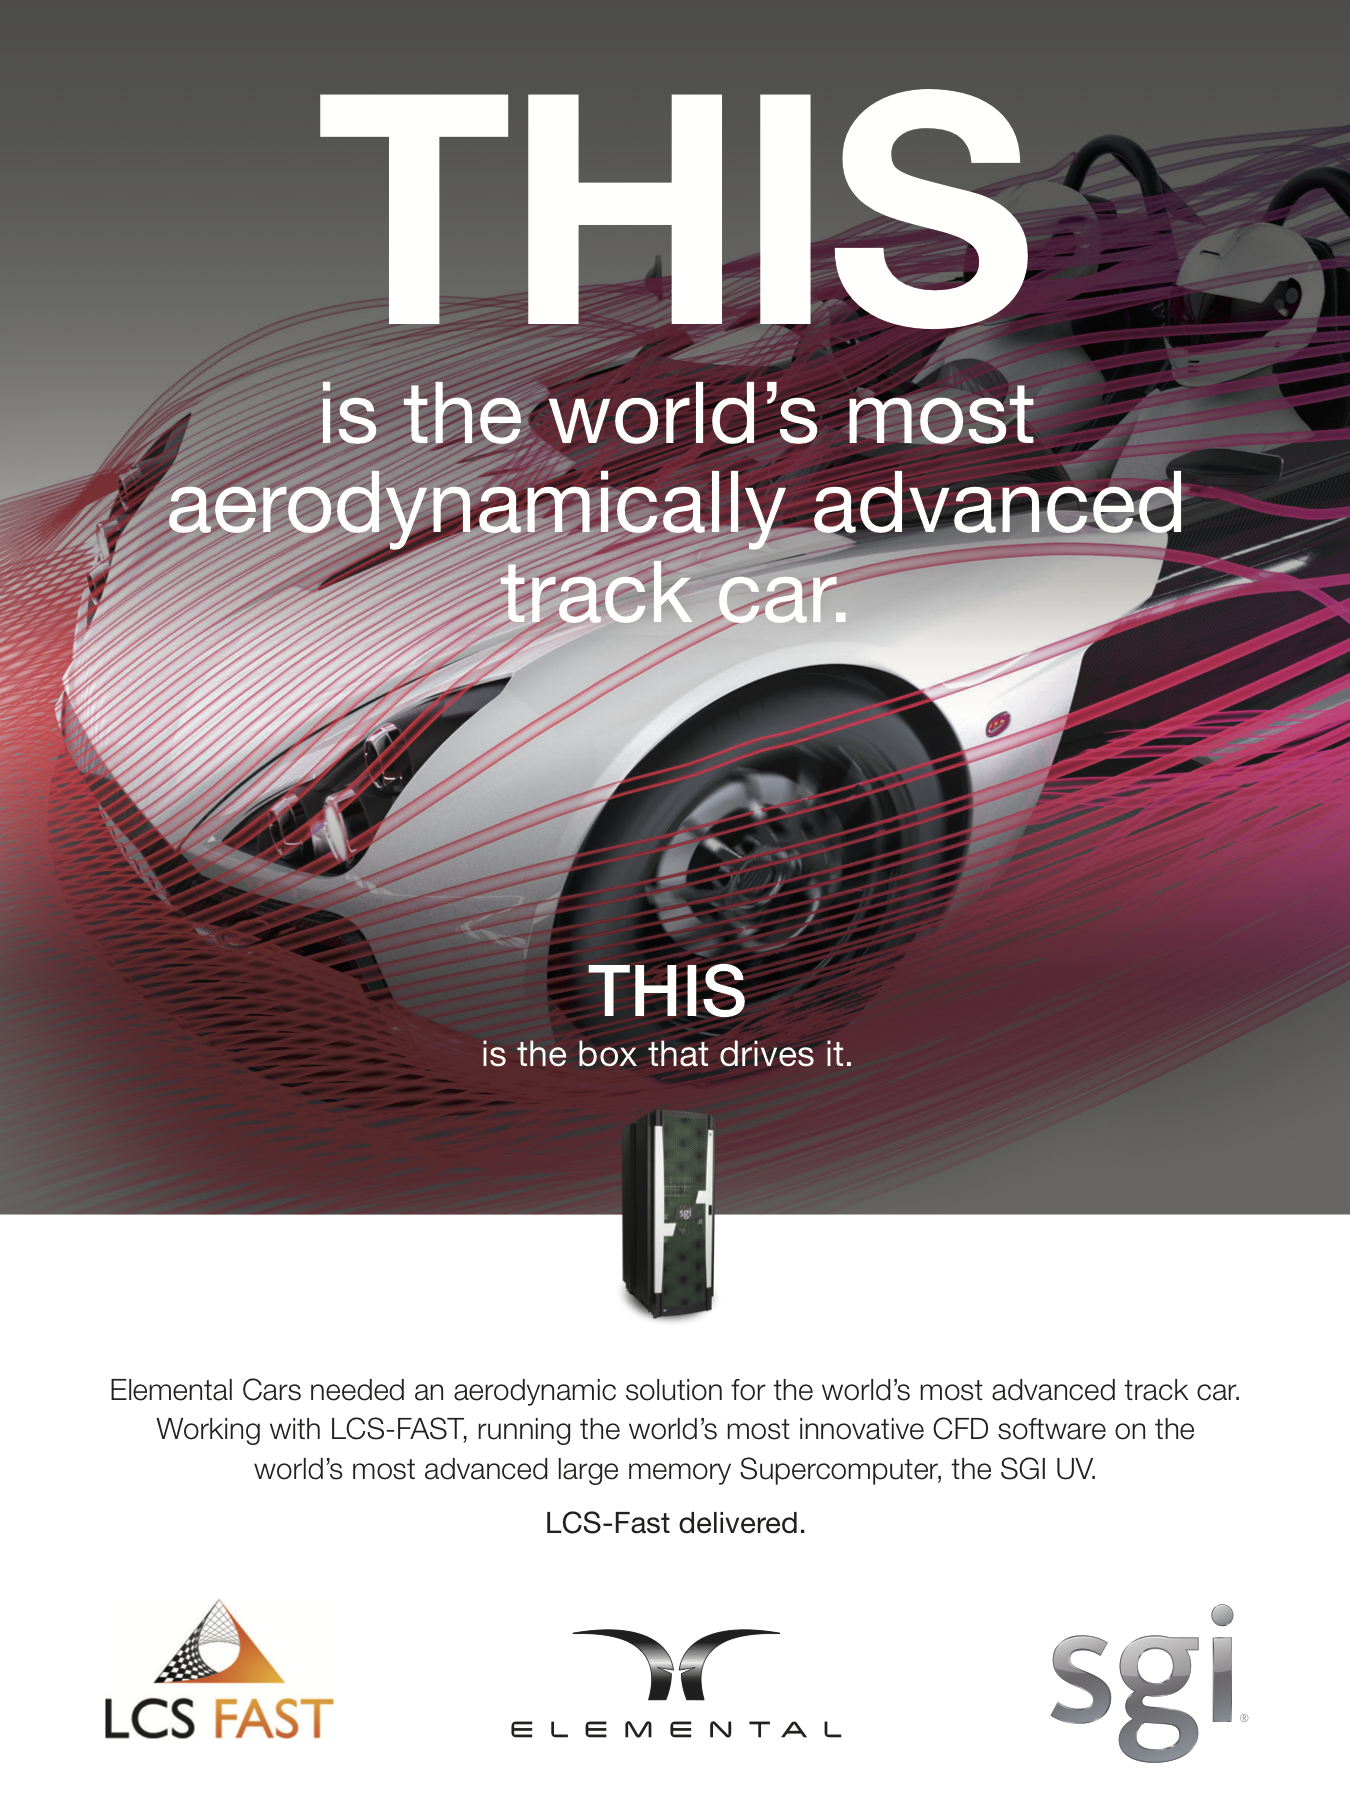 THIS
is the world's most
aerodynamically advanced
track car.
THIS
is the box that drives it.
sgi
Elemental Cars needed an aerodynamic solution for the world's most advanced track car.
Working with LCS-FAST, running the world's most innovative CFD software on the
world's most advanced large memory Supercomputer, the SGI UV.
LCS-Fast delivered.
LCS FAST
ELEMENTAL
sgi®